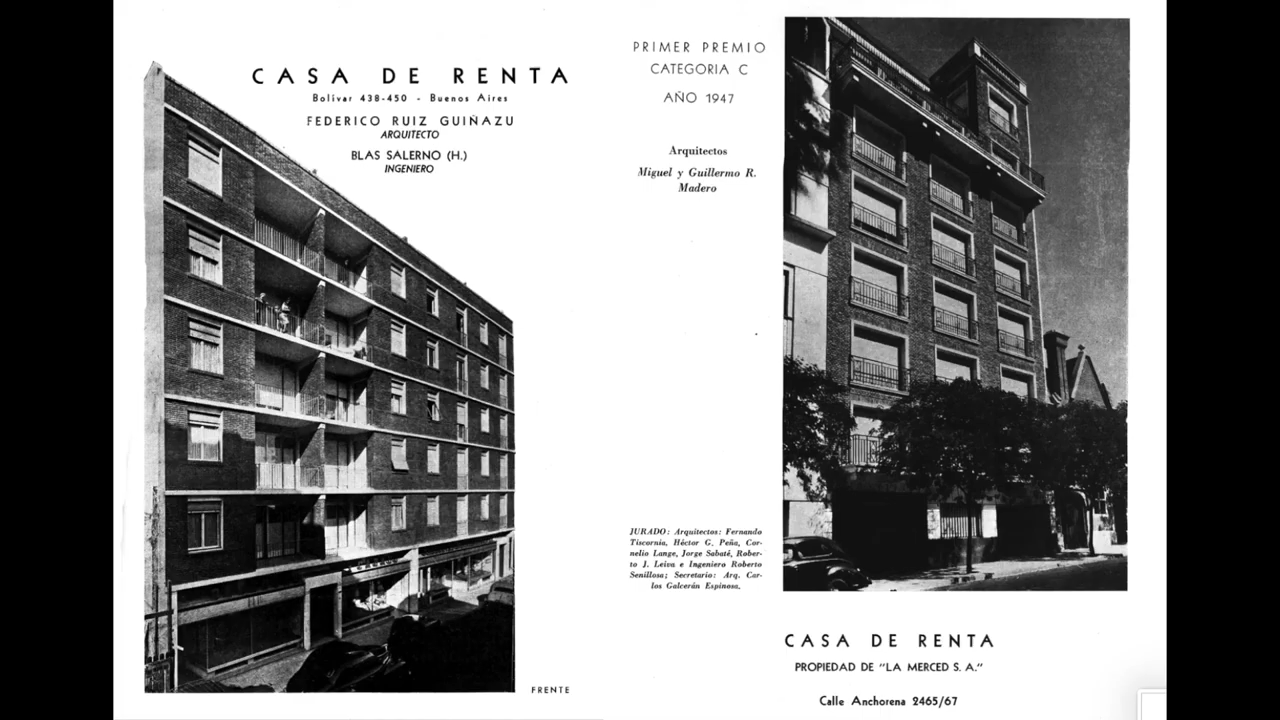 CASA DE RENTA
Bolívar 438-450 - Buenos Aires
FEDERICO RUIZ GUIÑAZU
ARQUITECTO
BLAS SALERNO (H.)
INGENIERO
FRENTE
PRIMER PREMIO
CATEGORIA C
AÑO 1947
Arquitectos
Miguel y Guillermo R.
Madero
JURADO: Arquitectos: Fernando
Tiscornia, Héctor G. Peña, Cor-
nelio Lange, Jorge Sabaté, Rober-
to J. Leiva e Ingeniero Roberto
Senillosa; Secretario: Arq. Car-
los Galcerán Espinosa.
CASA DE RENTA
PROPIEDAD DE "LA MERCED S. A."
Calle Anchorena 2465/67